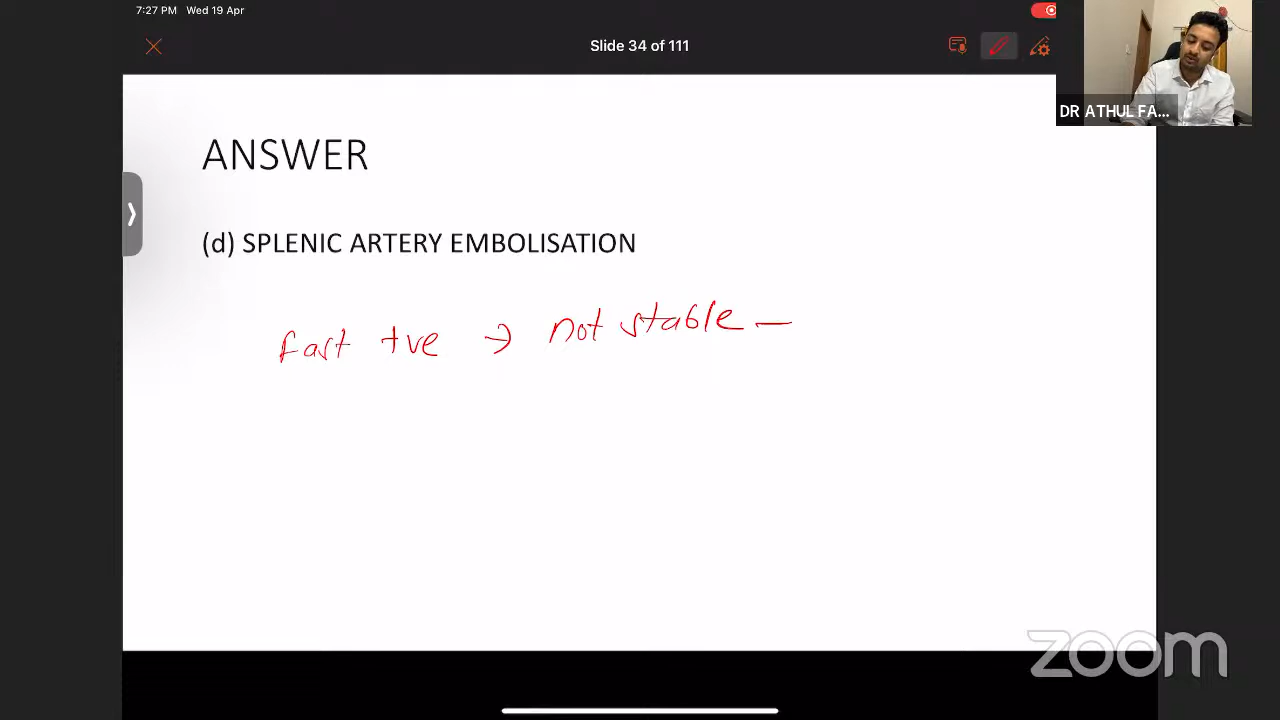 7:27 PM Wed 19 Apr
Slide 34 of 111
DR ATHUL FA...
ANSWER
(d) SPLENIC ARTERY EMBOLISATION
fast +ve → not stable —
zoom